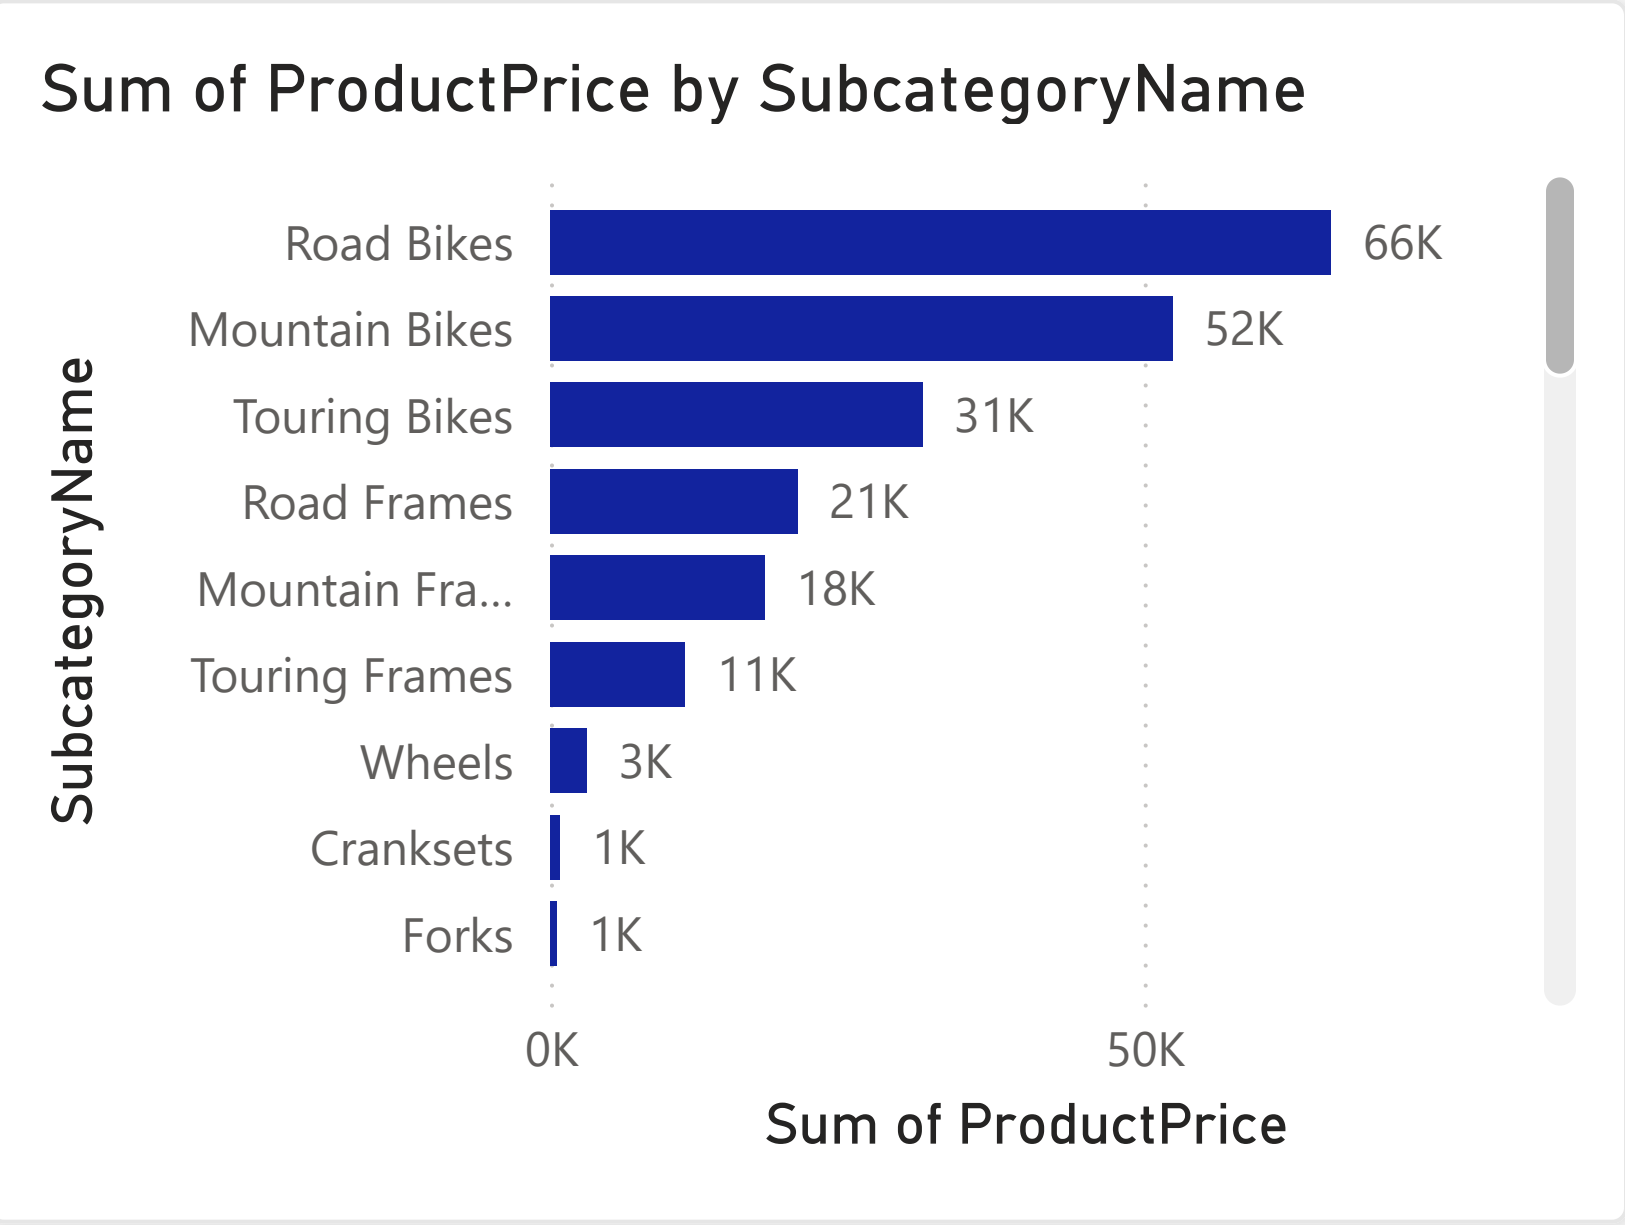 Sum of ProductPrice by SubcategoryName
SubcategoryName
Road Bikes 66K
Mountain Bikes 52K
Touring Bikes 31K
Road Frames 21K
Mountain Fra... 18K
Touring Frames 11K
Wheels 3K
Cranksets 1K
Forks 1K
0K 50K
Sum of ProductPrice